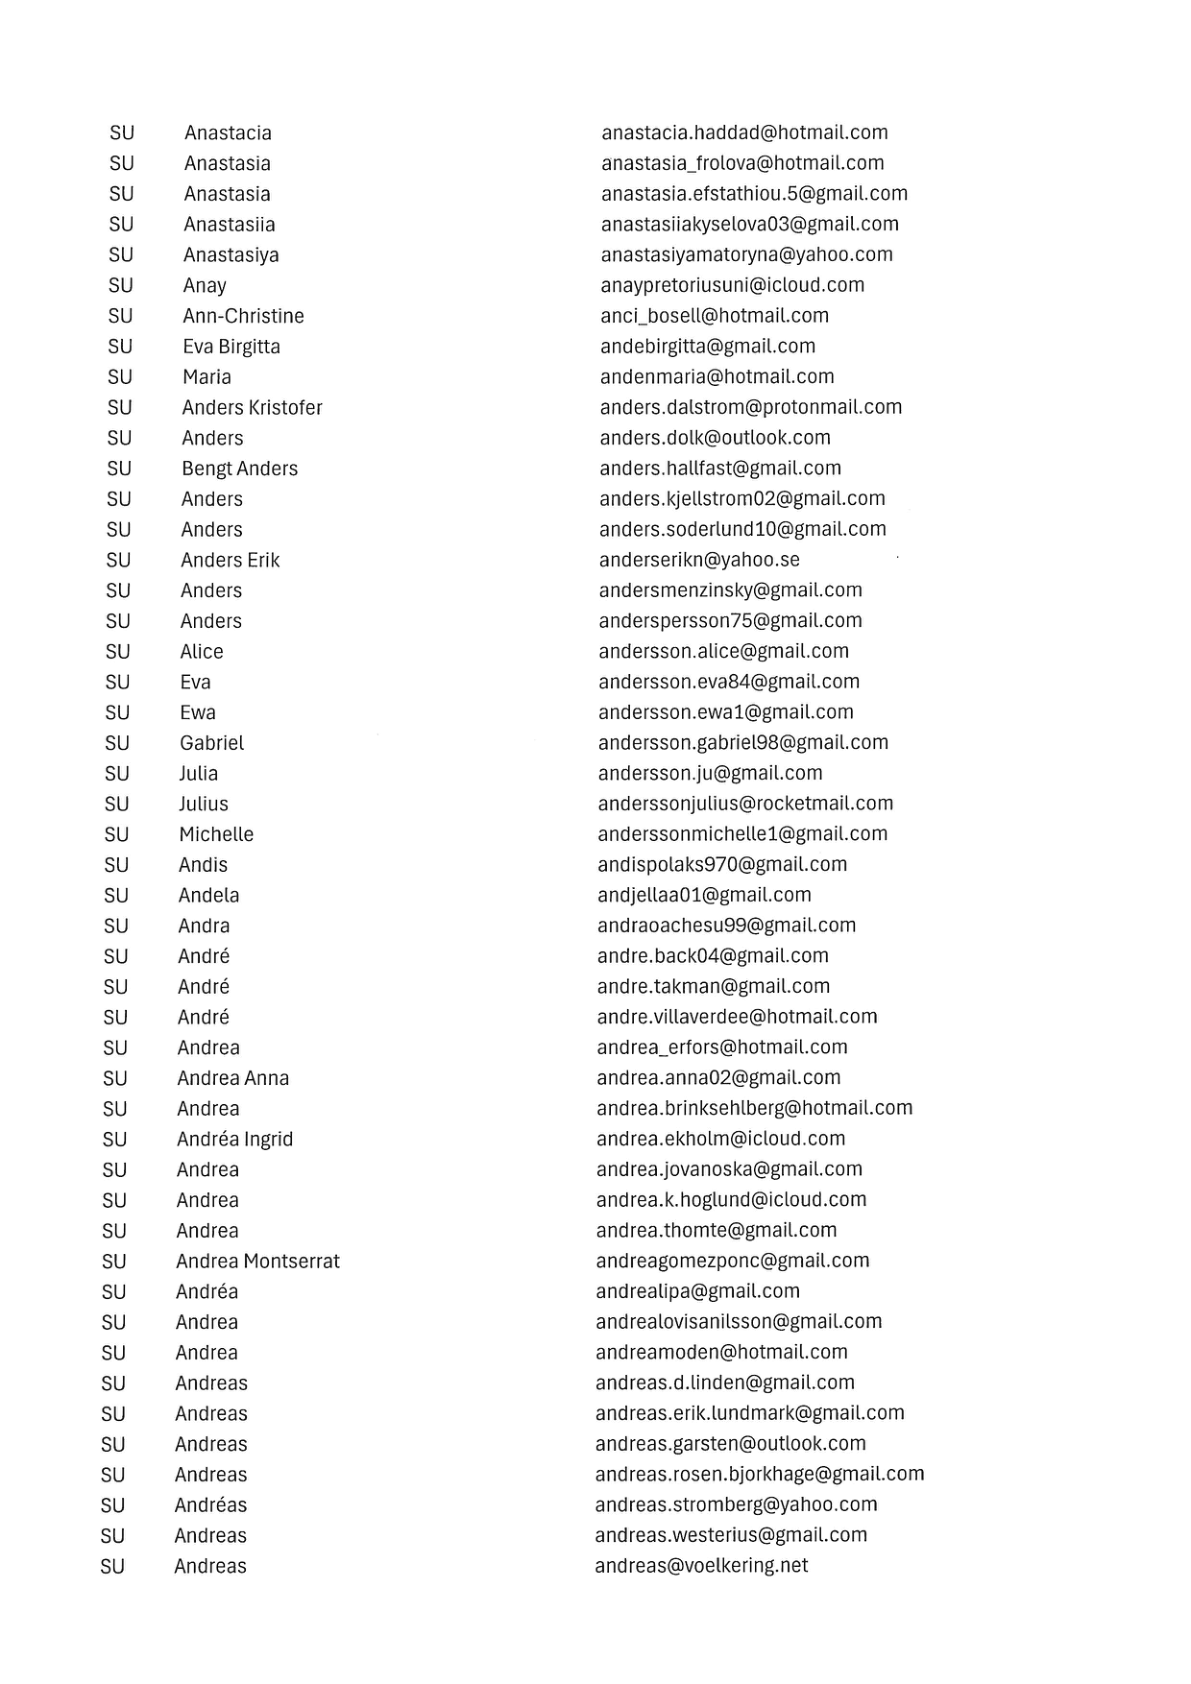 SU Anastacia anastacia.haddad@hotmail.com
SU Anastasia anastasia_frolova@hotmail.com
SU Anastasia anastasia.efstathiou.5@gmail.com
SU Anastasiia anastasiiakyselova03@gmail.com
SU Anastasiya anastasiyamatoryna@yahoo.com
SU Anay anaypretoriusuni@icloud.com
SU Ann-Christine anci_bosell@hotmail.com
SU Eva Birgitta andebirgitta@gmail.com
SU Maria andenmaria@hotmail.com
SU Anders Kristofer anders.dalstrom@protonmail.com
SU Anders anders.dolk@outlook.com
SU Bengt Anders anders.hallfast@gmail.com
SU Anders anders.kjellstrom02@gmail.com
SU Anders anders.soderlund10@gmail.com
SU Anders Erik anderserikn@yahoo.se
SU Anders andersmenzinsky@gmail.com
SU Anders anderspersson75@gmail.com
SU Alice andersson.alice@gmail.com
SU Eva andersson.eva84@gmail.com
SU Ewa andersson.ewa1@gmail.com
SU Gabriel andersson.gabriel98@gmail.com
SU Julia andersson.ju@gmail.com
SU Julius anderssonjulius@rocketmail.com
SU Michelle anderssonmichelle1@gmail.com
SU Andis andispolaks970@gmail.com
SU Andela andjellaa01@gmail.com
SU Andra andraoachesu99@gmail.com
SU André andre.back04@gmail.com
SU André andre.takman@gmail.com
SU André andre.villaverdee@hotmail.com
SU Andrea andrea_erfors@hotmail.com
SU Andrea Anna andrea.anna02@gmail.com
SU Andrea andrea.brinksehlberg@hotmail.com
SU Andréa Ingrid andrea.ekholm@icloud.com
SU Andrea andrea.jovanoska@gmail.com
SU Andrea andrea.k.hoglund@icloud.com
SU Andrea andrea.thomte@gmail.com
SU Andrea Montserrat andreagomezponc@gmail.com
SU Andréa andrealipa@gmail.com
SU Andrea andrealovisanilsson@gmail.com
SU Andrea andreamoden@hotmail.com
SU Andreas andreas.d.linden@gmail.com
SU Andreas andreas.erik.lundmark@gmail.com
SU Andreas andreas.garsten@outlook.com
SU Andreas andreas.rosen.bjorkhage@gmail.com
SU Andréas andreas.stromberg@yahoo.com
SU Andreas andreas.westerius@gmail.com
SU Andreas andreas@voelkering.net